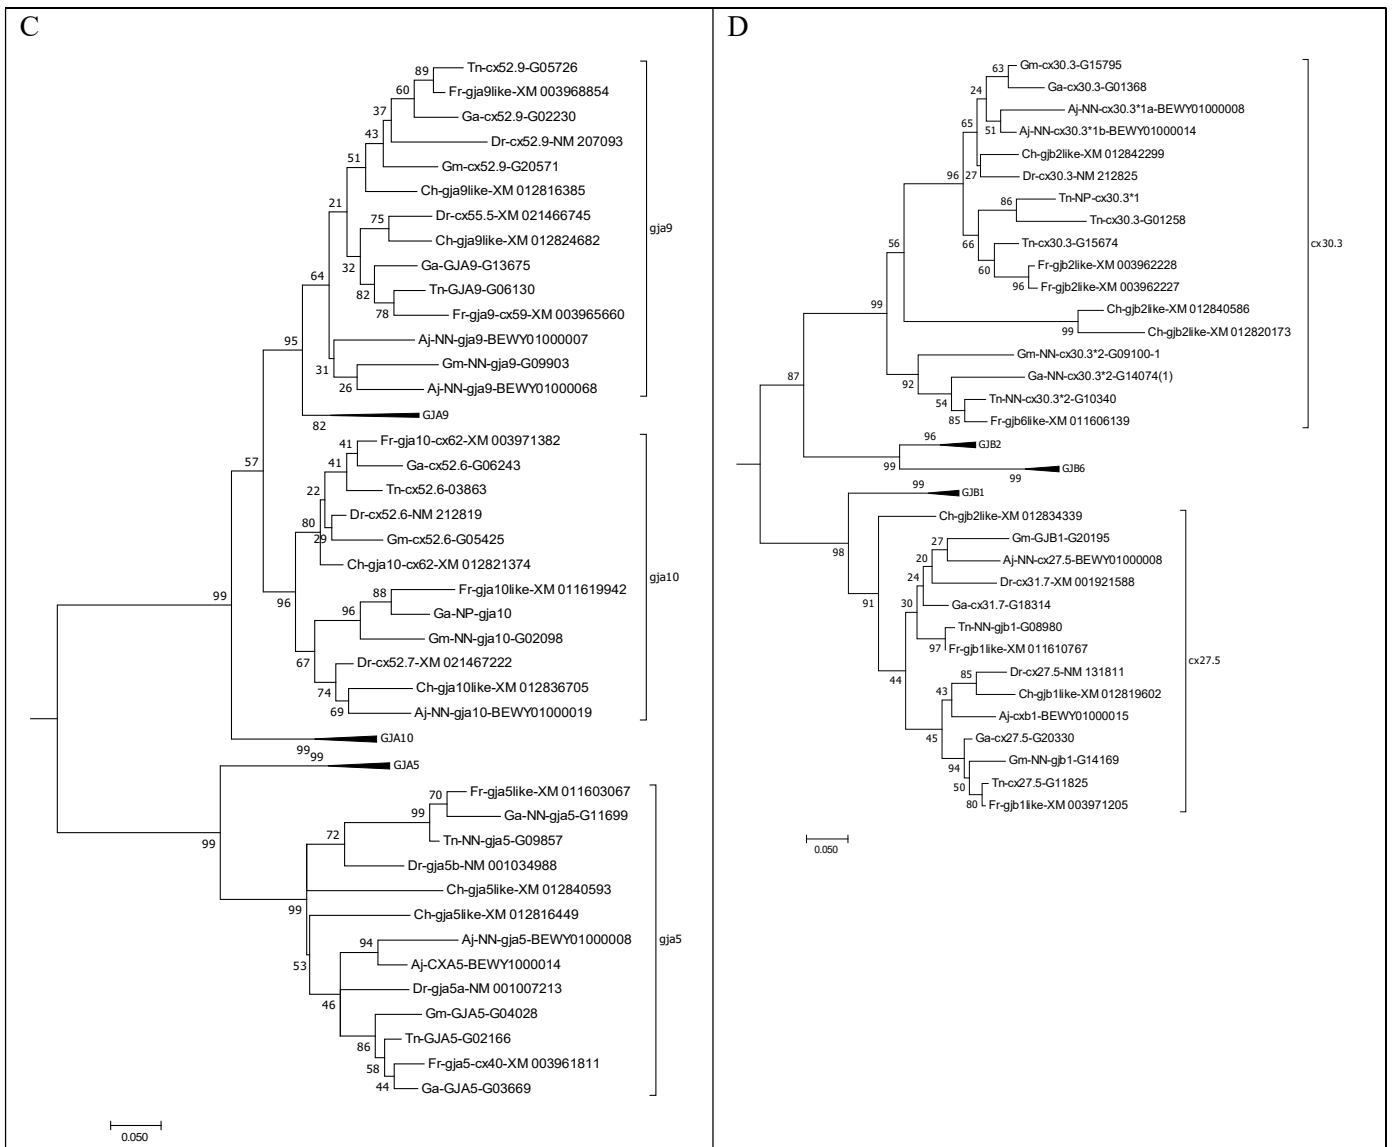 C
89
Tn-cx52.9-G05726
60
Fr-gja9like-XM 003968854
37
Ga-cx52.9-G02230
43
Dr-cx52.9-NM 207093
51
Gm-cx52.9-G20571
Ch-gja9like-XM 012816385
21
75
Dr-cx55.5-XM 021466745
gja9
32
Ch-gja9like-XM 012824682
64
82
Ga-GJA9-G13675
Tn-GJA9-G06130
78
Fr-gja9-cx59-XM 003965660
95
Aj-NN-gja9-BEWY01000007
31
Gm-NN-gja9-G09903
26
Aj-NN-gja9-BEWY01000068
GJA9
82
57
41
Fr-gja10-cx62-XM 003971382
41
Ga-cx52.6-G06243
22
Tn-cx52.6-03863
80
Dr-cx52.6-NM 212819
29
Gm-cx52.6-G05425
Ch-gja10-cx62-XM 012821374
gja10
99
96
88
Fr-gja10like-XM 011619942
96
Ga-NP-gja10
Gm-NN-gja10-G02098
67
Dr-cx52.7-XM 021467222
74
Ch-gja10like-XM 012836705
69
Aj-NN-gja10-BEWY01000019
GJA10
99
99
GJA5
99
70
Fr-gja5like-XM 011603067
99
Ga-NN-gja5-G11699
72
Tn-NN-gja5-G09857
Dr-gja5b-NM 001034988
Ch-gja5like-XM 012840593
99
Ch-gja5like-XM 012816449
94
Aj-NN-gja5-BEWY01000008
gja5
53
Aj-CXA5-BEWY1000014
46
Dr-gja5a-NM 001007213
Gm-GJA5-G04028
86
Tn-GJA5-G02166
58
Fr-gja5-cx40-XM 003961811
44
Ga-GJA5-G03669
0.050
D
63
Gm-cx30.3-G15795
24
Ga-cx30.3-G01368
65
Aj-NN-cx30.3*1a-BEWY01000008
51
Aj-NN-cx30.3*1b-BEWY01000014
Ch-gjb2like-XM 012842299
96
27
Dr-cx30.3-NM 212825
86
Tn-NP-cx30.3*1
Tn-cx30.3-G01258
56
66
Tn-cx30.3-G15674
cx30.3
60
Fr-gjb2like-XM 003962228
96
Fr-gjb2like-XM 003962227
99
Ch-gjb2like-XM 012840586
99
Ch-gjb2like-XM 012820173
Gm-NN-cx30.3*2-G09100-1
87
92
Ga-NN-cx30.3*2-G14074(1)
54
Tn-NN-cx30.3*2-G10340
85
Fr-gjb6like-XM 011606139
96
GJB2
99
GJB6
99
99
GJB1
Ch-gjb2like-XM 012834339
98
27
Gm-GJB1-G20195
20
Aj-NN-cx27.5-BEWY01000008
24
Dr-cx31.7-XM 001921588
91
30
Ga-cx31.7-G18314
Tn-NN-gjb1-G08980
97
Fr-gjb1like-XM 011610767
cx27.5
44
85
Dr-cx27.5-NM 131811
43
Ch-gjb1like-XM 012819602
Aj-cxb1-BEWY01000015
45
Ga-cx27.5-G20330
94
Gm-NN-gjb1-G14169
50
Tn-cx27.5-G11825
80
Fr-gjb1like-XM 003971205
0.050